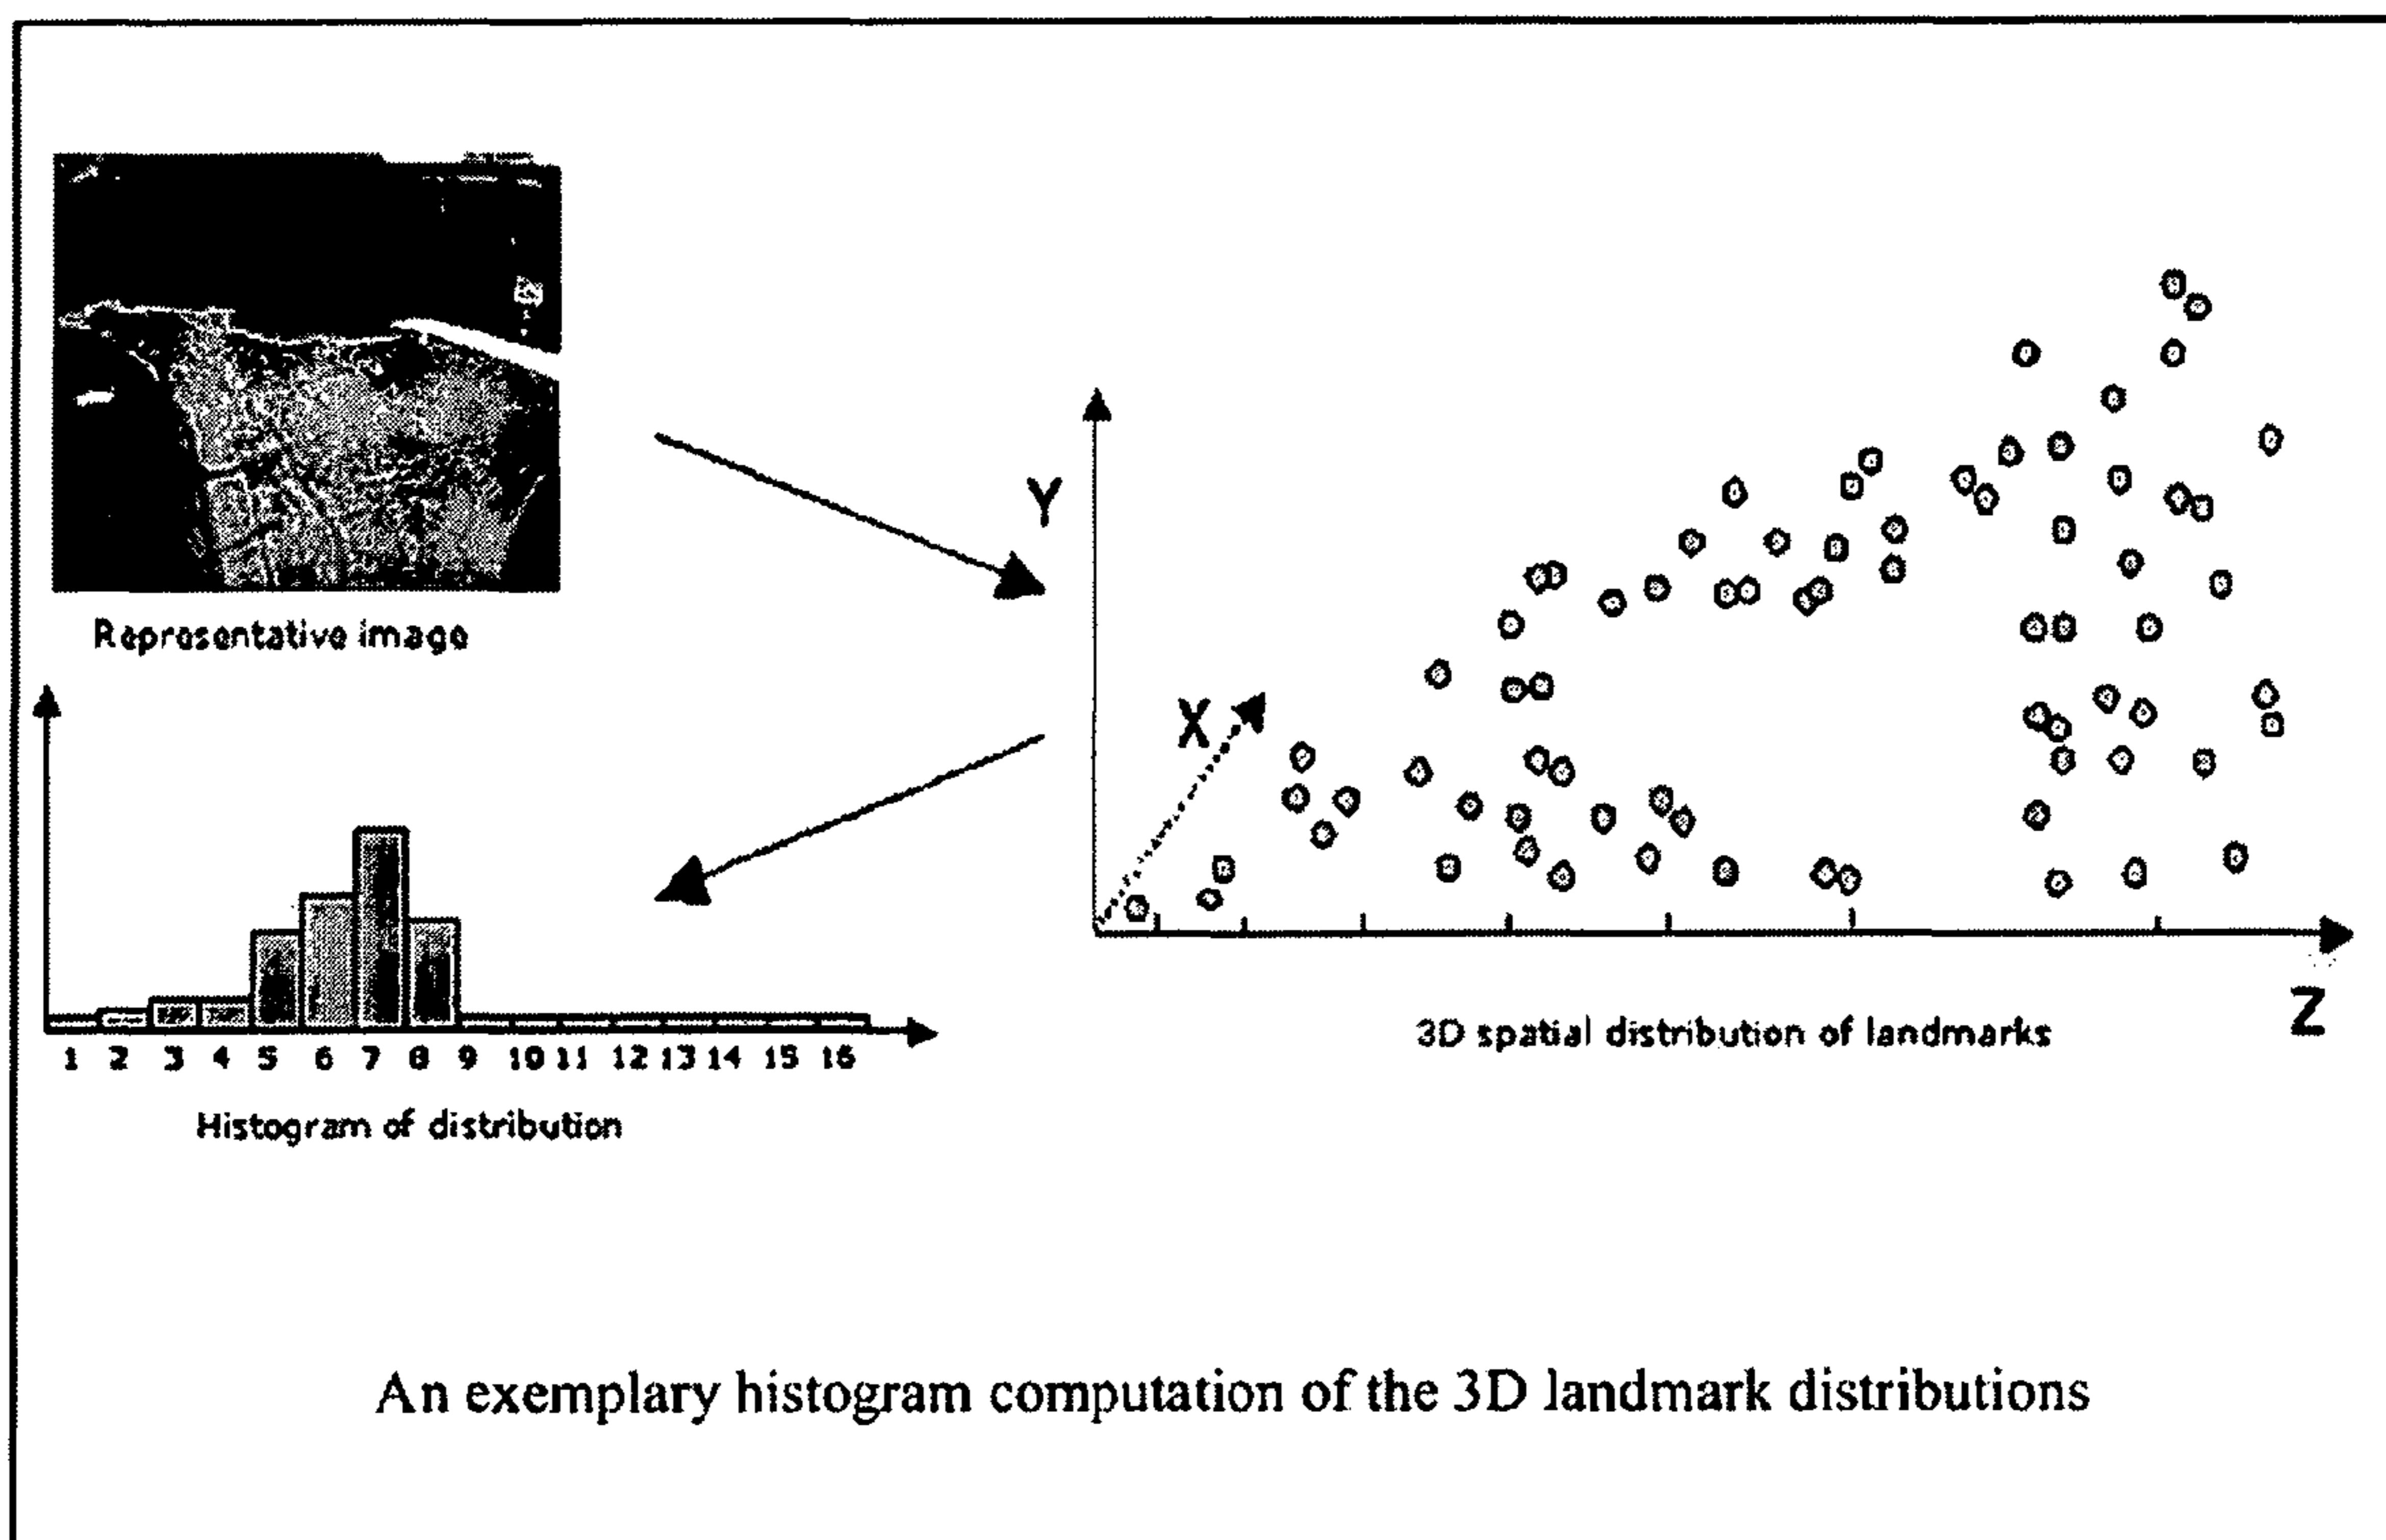 Representative image
Y
X
Z
3D spatial distribution of landmarks
1 2 3 4 5 6 7 8 9 10 11 12 13 14 15 16
Histogram of distribution
An exemplary histogram computation of the 3D landmark distributions